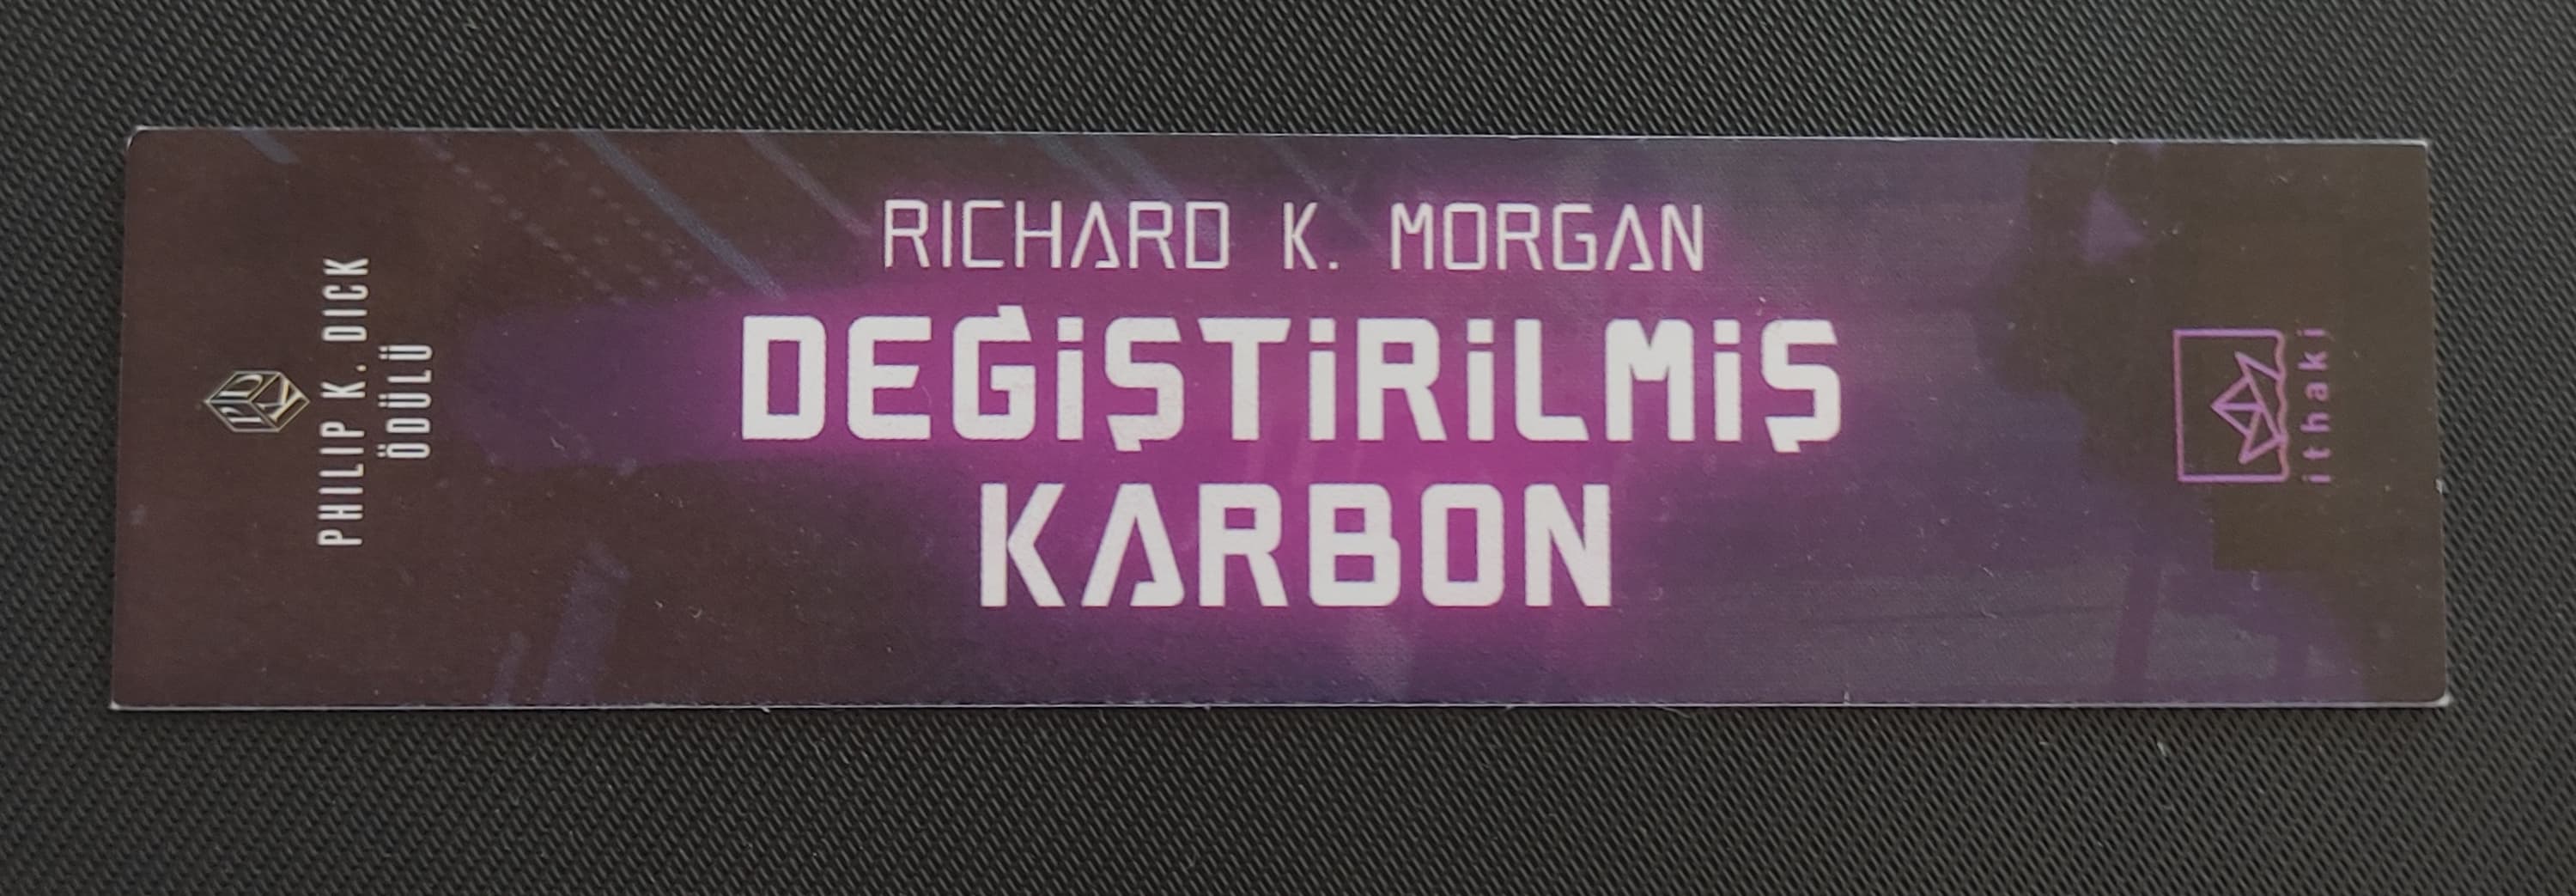 PHILIP K. DICK
ÖDÜLÜ
RICHARD K. MORGAN
DEĞİŞTİRİLMİŞ
KARBON
ithaki